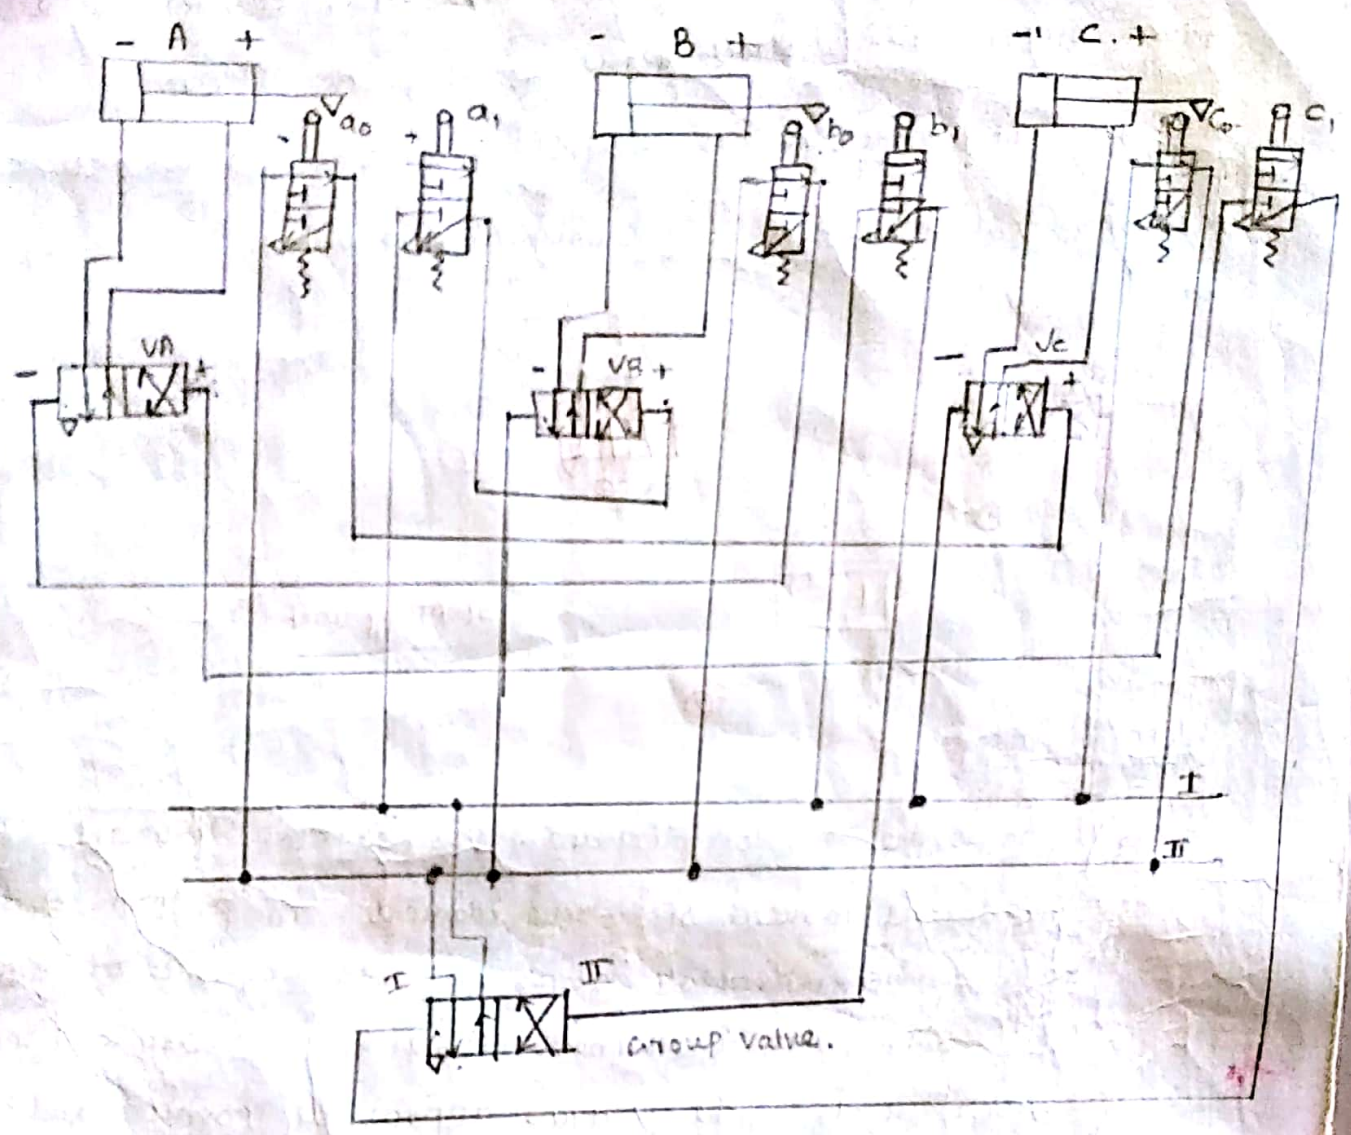 - A +
- B +
- C. +
a₀
a₁
b₀
b₁
c₀
c₁
-
+
- VA +
- VB +
- Vc +
I
II
I
II
Group valve.